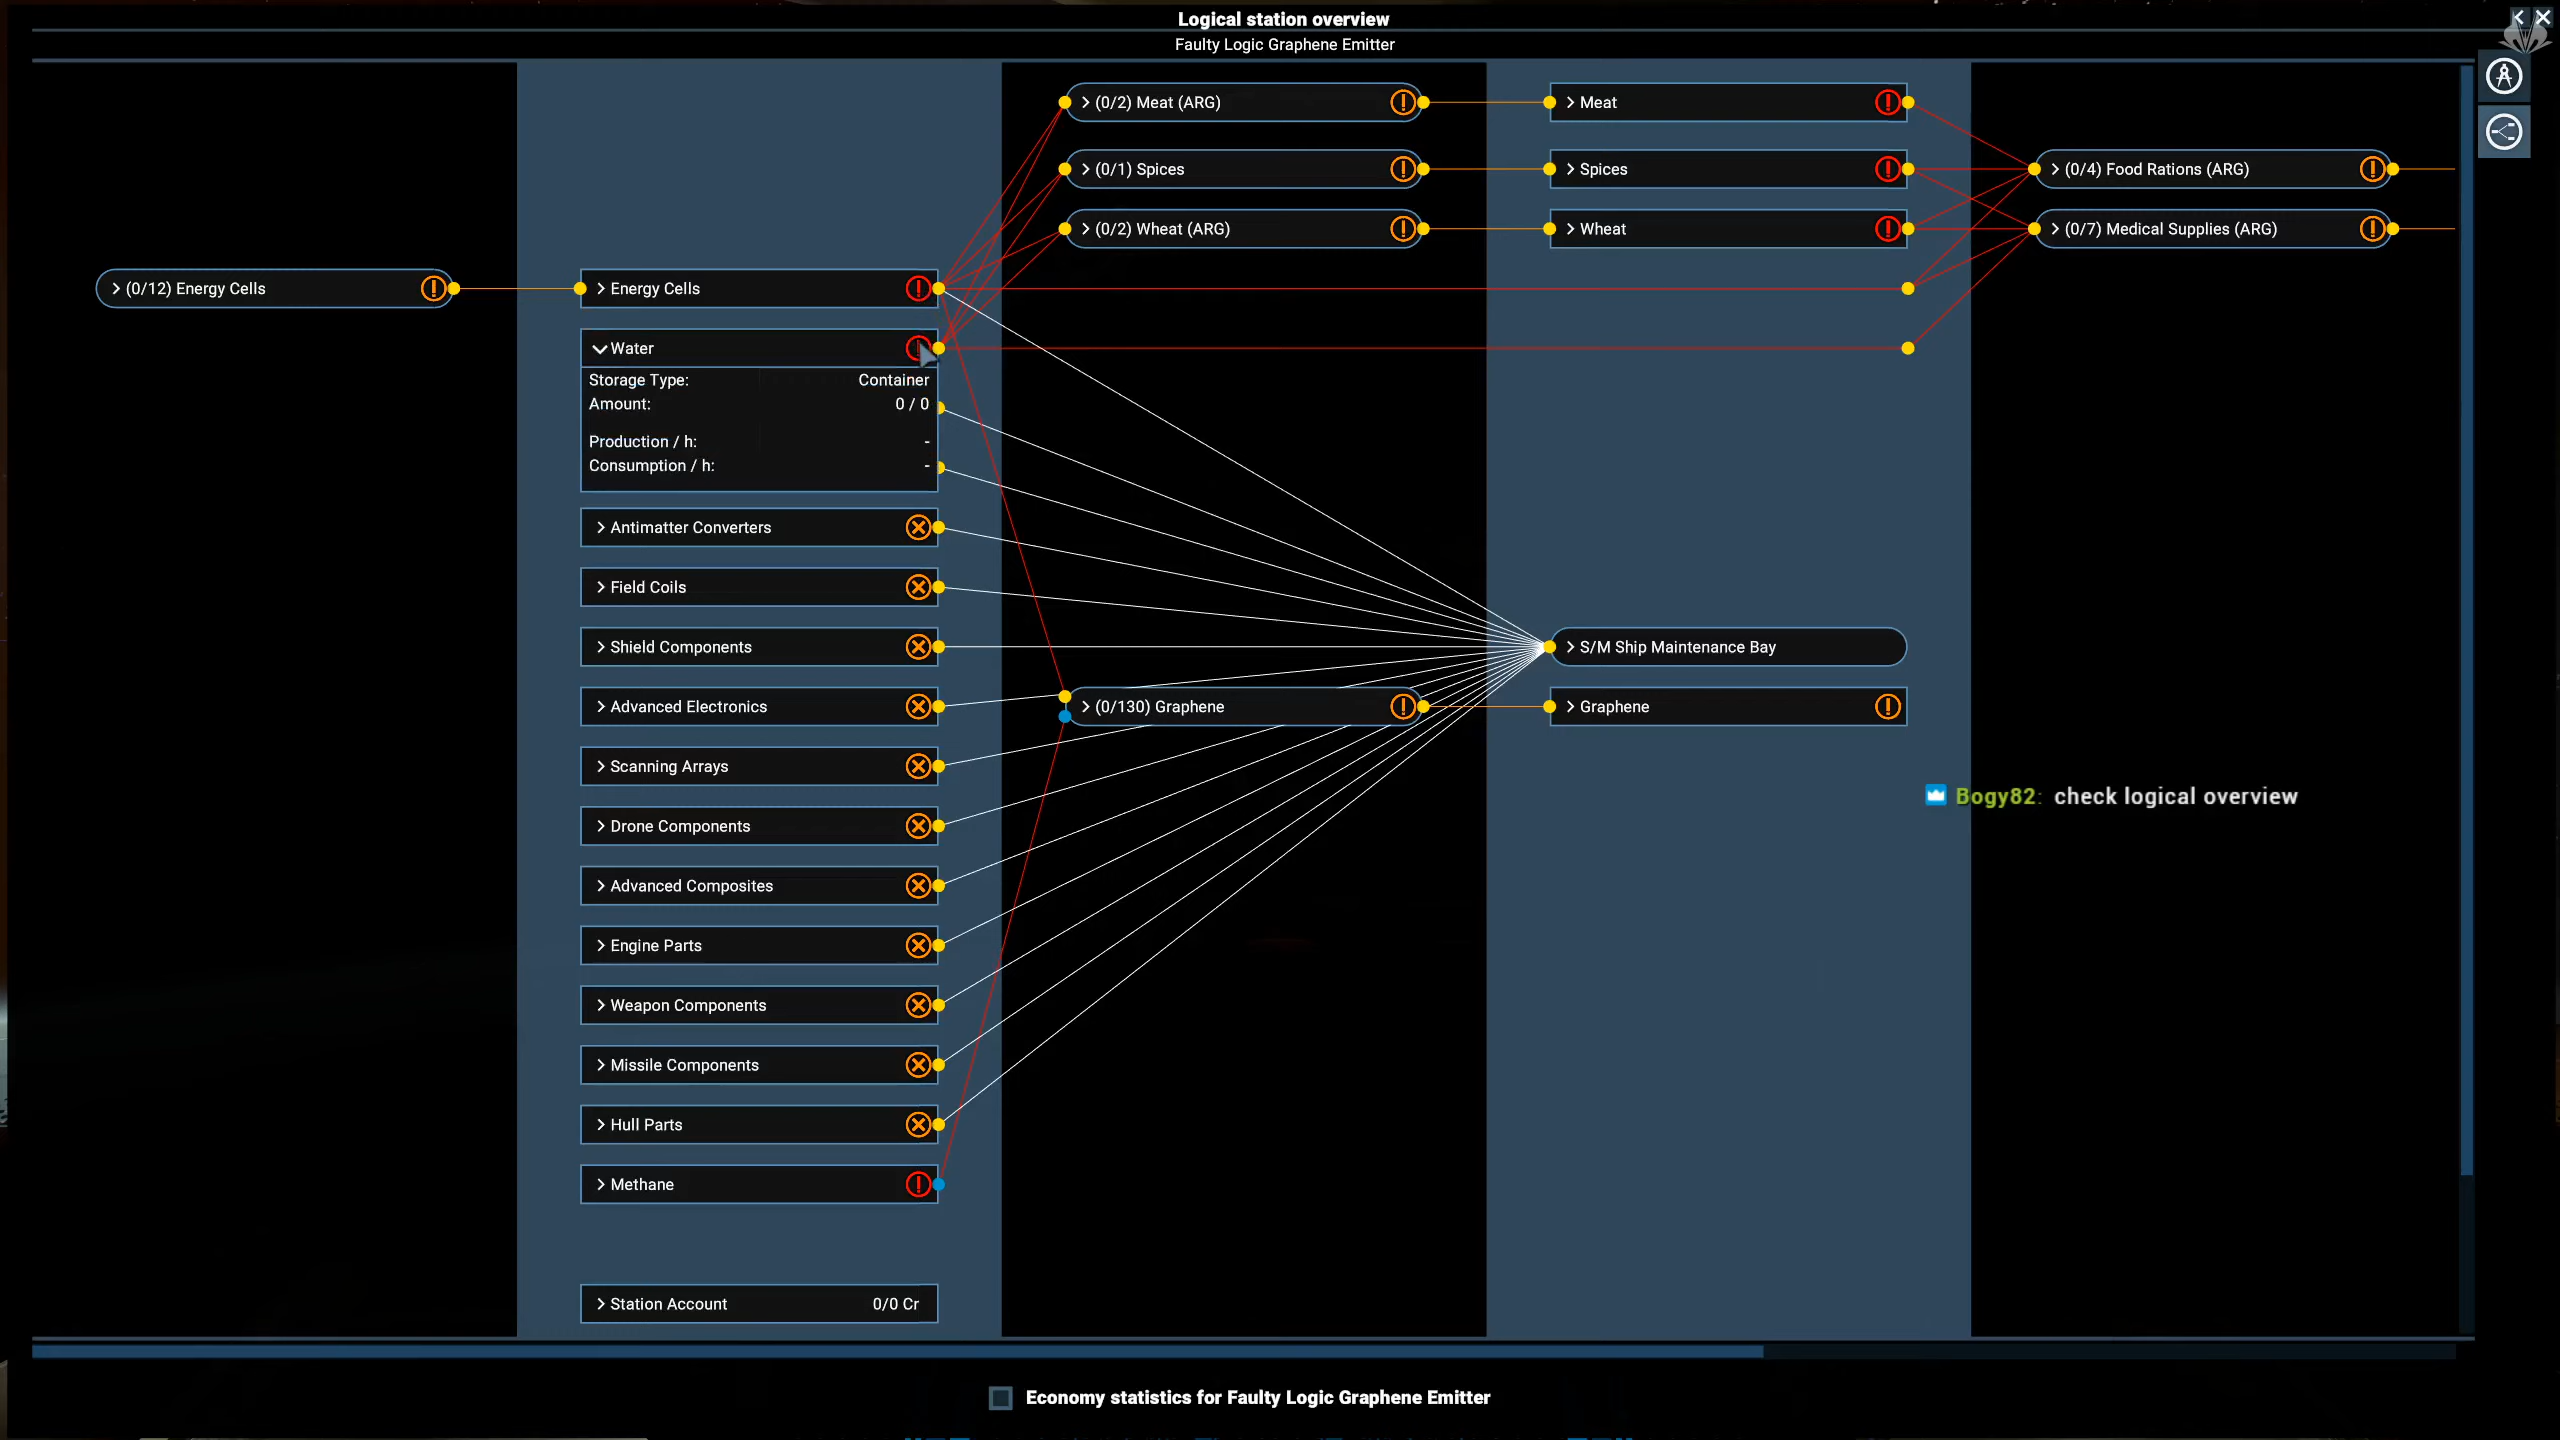 Logical station overview
Faulty Logic Graphene Emitter
(0/2) Meat (ARG)
Meat
(0/1) Spices
Spices
(0/4) Food Rations (ARG)
(0/2) Wheat (ARG)
Wheat
(0/7) Medical Supplies (ARG)
(0/12) Energy Cells
Energy Cells
Water
Storage Type: Container
Amount: 0 / 0
Production / h: -
Consumption / h: -
Antimatter Converters
Field Coils
Shield Components
S/M Ship Maintenance Bay
Advanced Electronics
(0/130) Graphene
Graphene
Scanning Arrays
Bogy82: check logical overview
Drone Components
Advanced Composites
Engine Parts
Weapon Components
Missile Components
Hull Parts
Methane
Station Account 0/0 Cr
Economy statistics for Faulty Logic Graphene Emitter